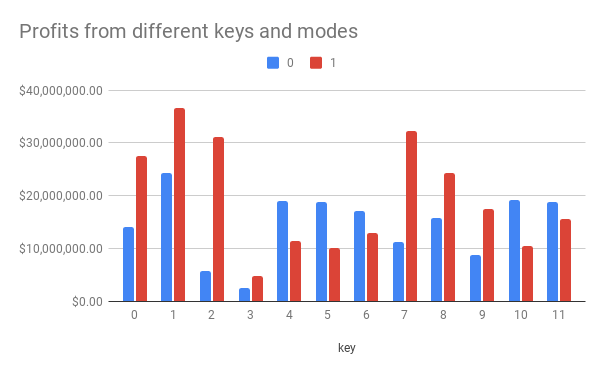 Profits from different keys and modes
0 1
$40,000,000.00
$30,000,000.00
$20,000,000.00
$10,000,000.00
$0.00
0 1 2 3 4 5 6 7 8 9 10 11
key